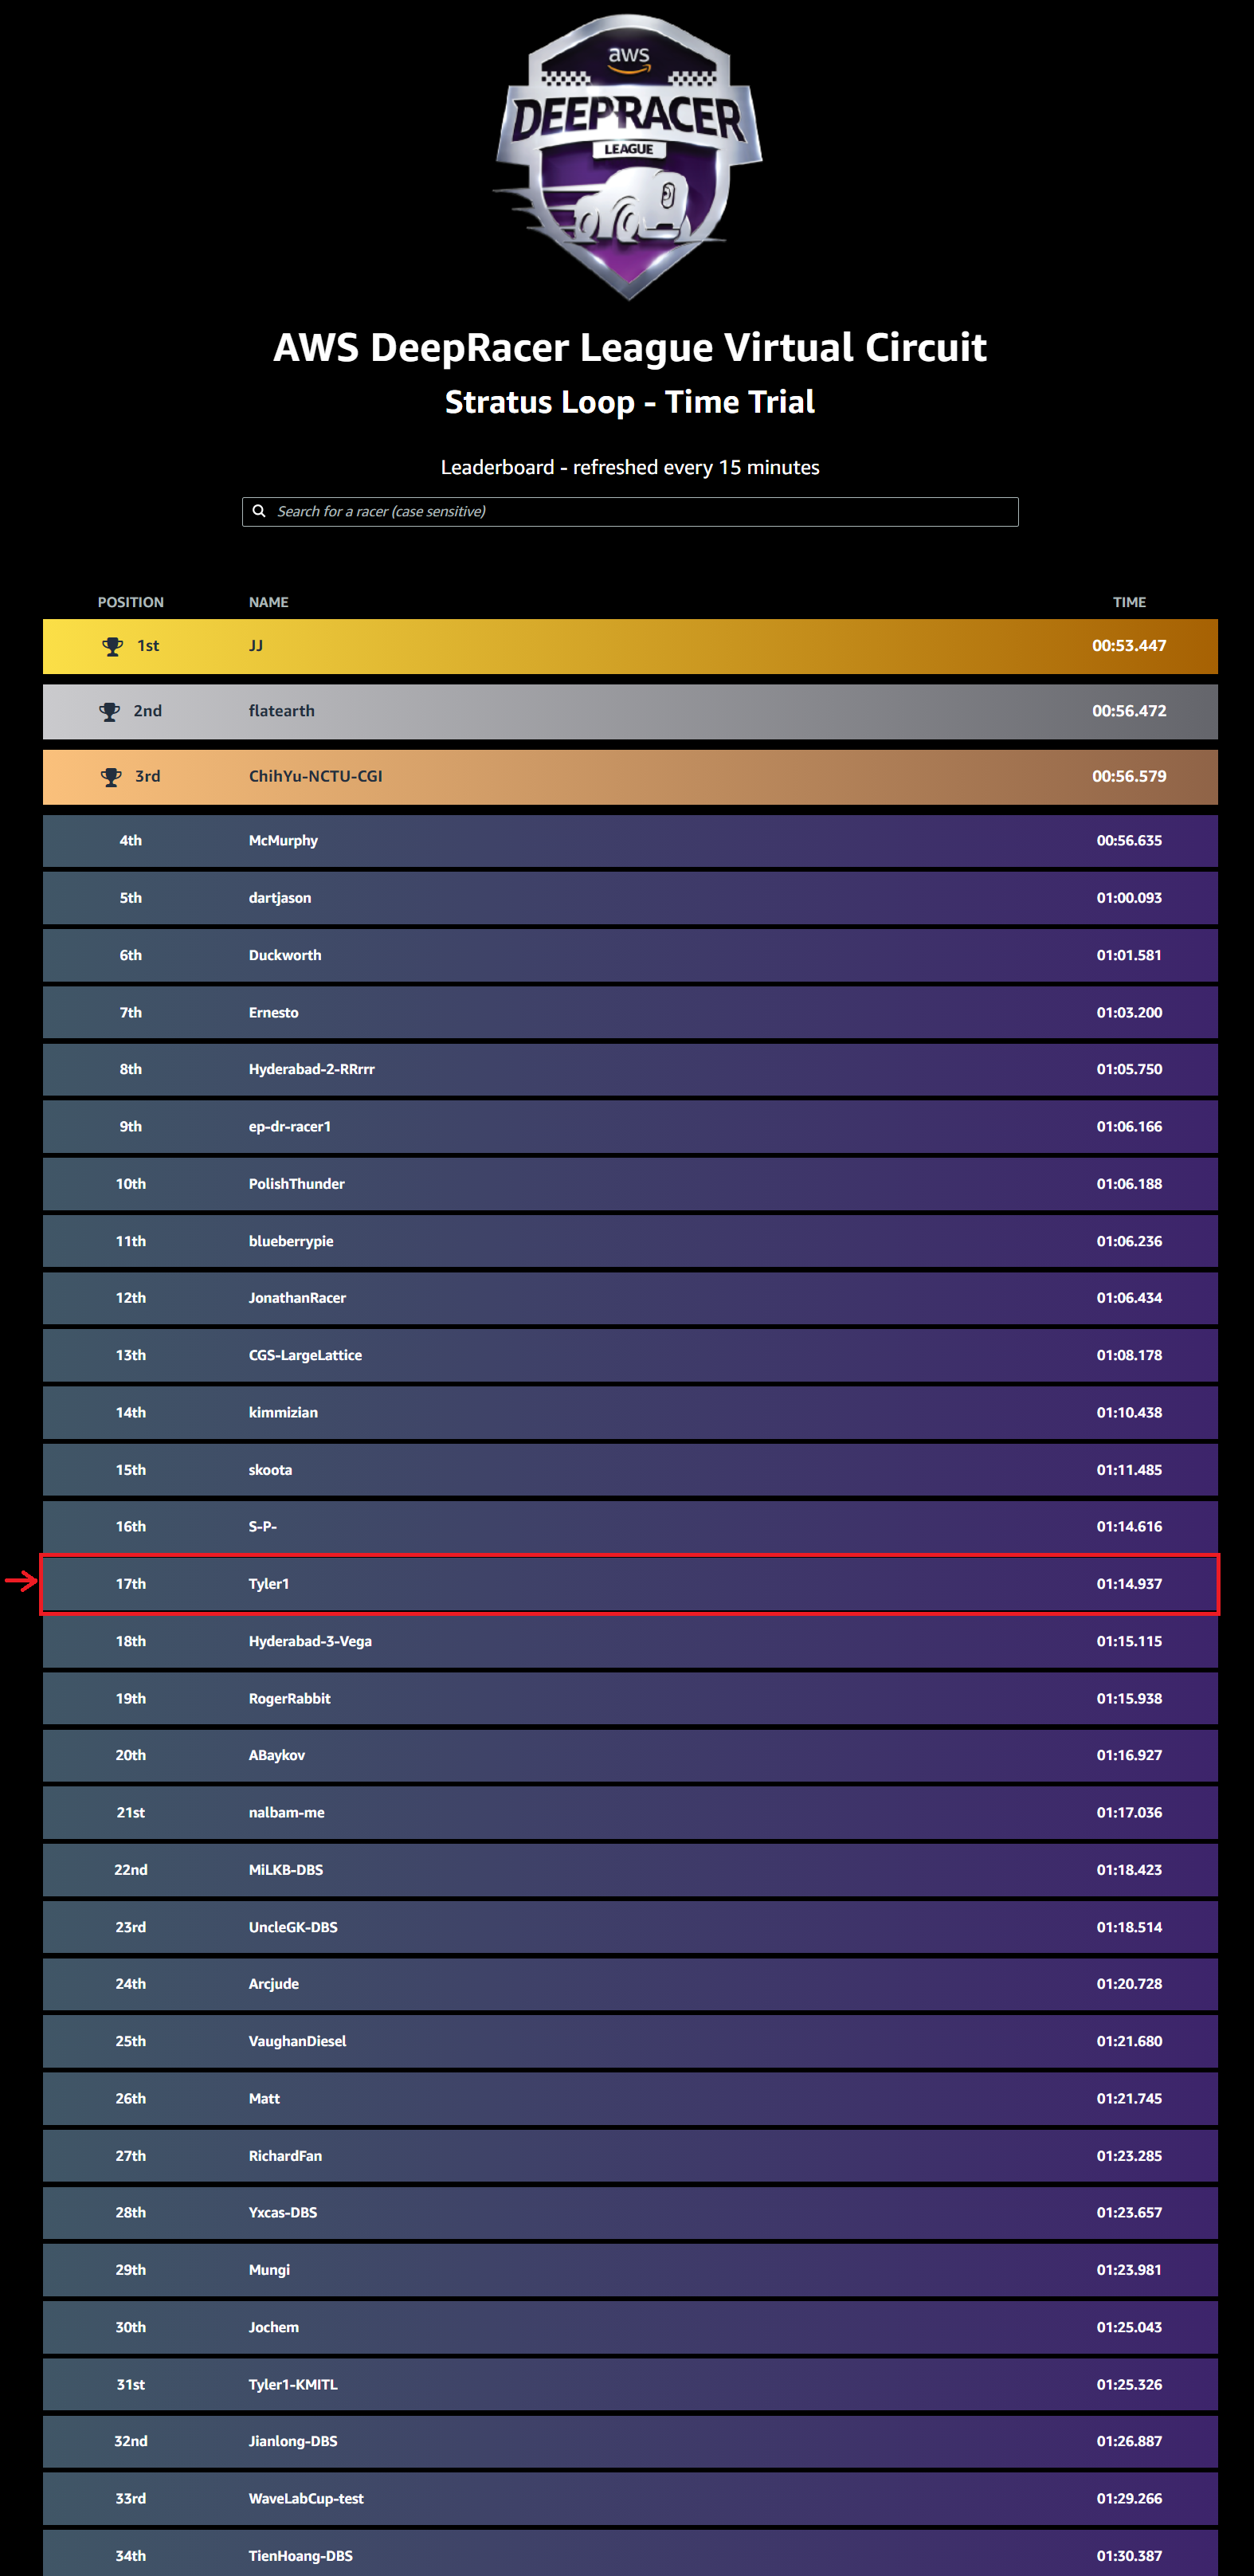 aws
DEEPRACER
LEAGUE
AWS DeepRacer League Virtual Circuit
Stratus Loop - Time Trial
Leaderboard - refreshed every 15 minutes
Search for a racer (case sensitive)
POSITION NAME TIME
1st JJ 00:53.447
2nd flatearth 00:56.472
3rd ChihYu-NCTU-CGI 00:56.579
4th McMurphy 00:56.635
5th dartjason 01:00.093
6th Duckworth 01:01.581
7th Ernesto 01:03.200
8th Hyderabad-2-RRrrr 01:05.750
9th ep-dr-racer1 01:06.166
10th PolishThunder 01:06.188
11th blueberrypie 01:06.236
12th JonathanRacer 01:06.434
13th CGS-LargeLattice 01:08.178
14th kimmizian 01:10.438
15th skoota 01:11.485
16th S-P- 01:14.616
17th Tyler1 01:14.937
18th Hyderabad-3-Vega 01:15.115
19th RogerRabbit 01:15.938
20th ABaykov 01:16.927
21st nalbam-me 01:17.036
22nd MiLKB-DBS 01:18.423
23rd UncleGK-DBS 01:18.514
24th Arcjude 01:20.728
25th VaughanDiesel 01:21.680
26th Matt 01:21.745
27th RichardFan 01:23.285
28th Yxcas-DBS 01:23.657
29th Mungi 01:23.981
30th Jochem 01:25.043
31st Tyler1-KMITL 01:25.326
32nd Jianlong-DBS 01:26.887
33rd WaveLabCup-test 01:29.266
34th TienHoang-DBS 01:30.387